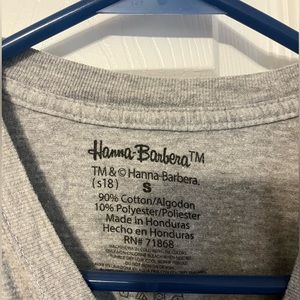 Hanna-Barbera™
TM & © Hanna-Barbera.
(s18) S
90% Cotton/Algodon
10% Polyester/Poliester
Made in Honduras
Hecho en Honduras
RN# 71868